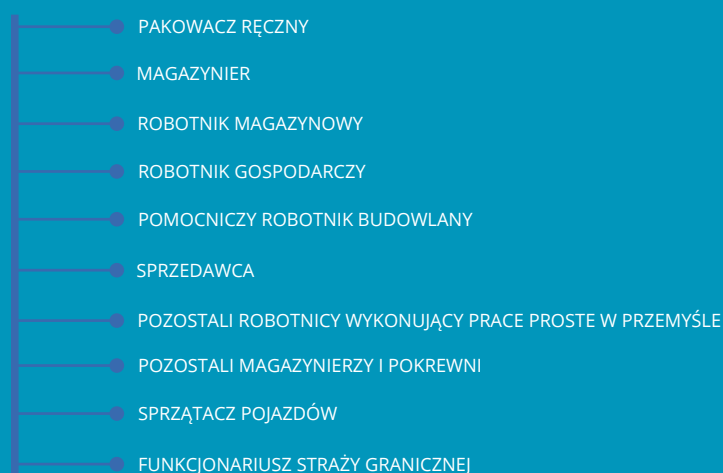 PAKOWACZ RĘCZNY
MAGAZYNIER
ROBOTNIK MAGAZYNOWY
ROBOTNIK GOSPODARCZY
POMOCNICZY ROBOTNIK BUDOWLANY
SPRZEDAWCA
POZOSTALI ROBOTNICY WYKONUJĄCY PRACE PROSTE W PRZEMYŚLE
POZOSTALI MAGAZYNIERZY I POKREWNI
SPRZĄTACZ POJAZDÓW
FUNKCJONARIUSZ STRAŻY GRANICZNEJ